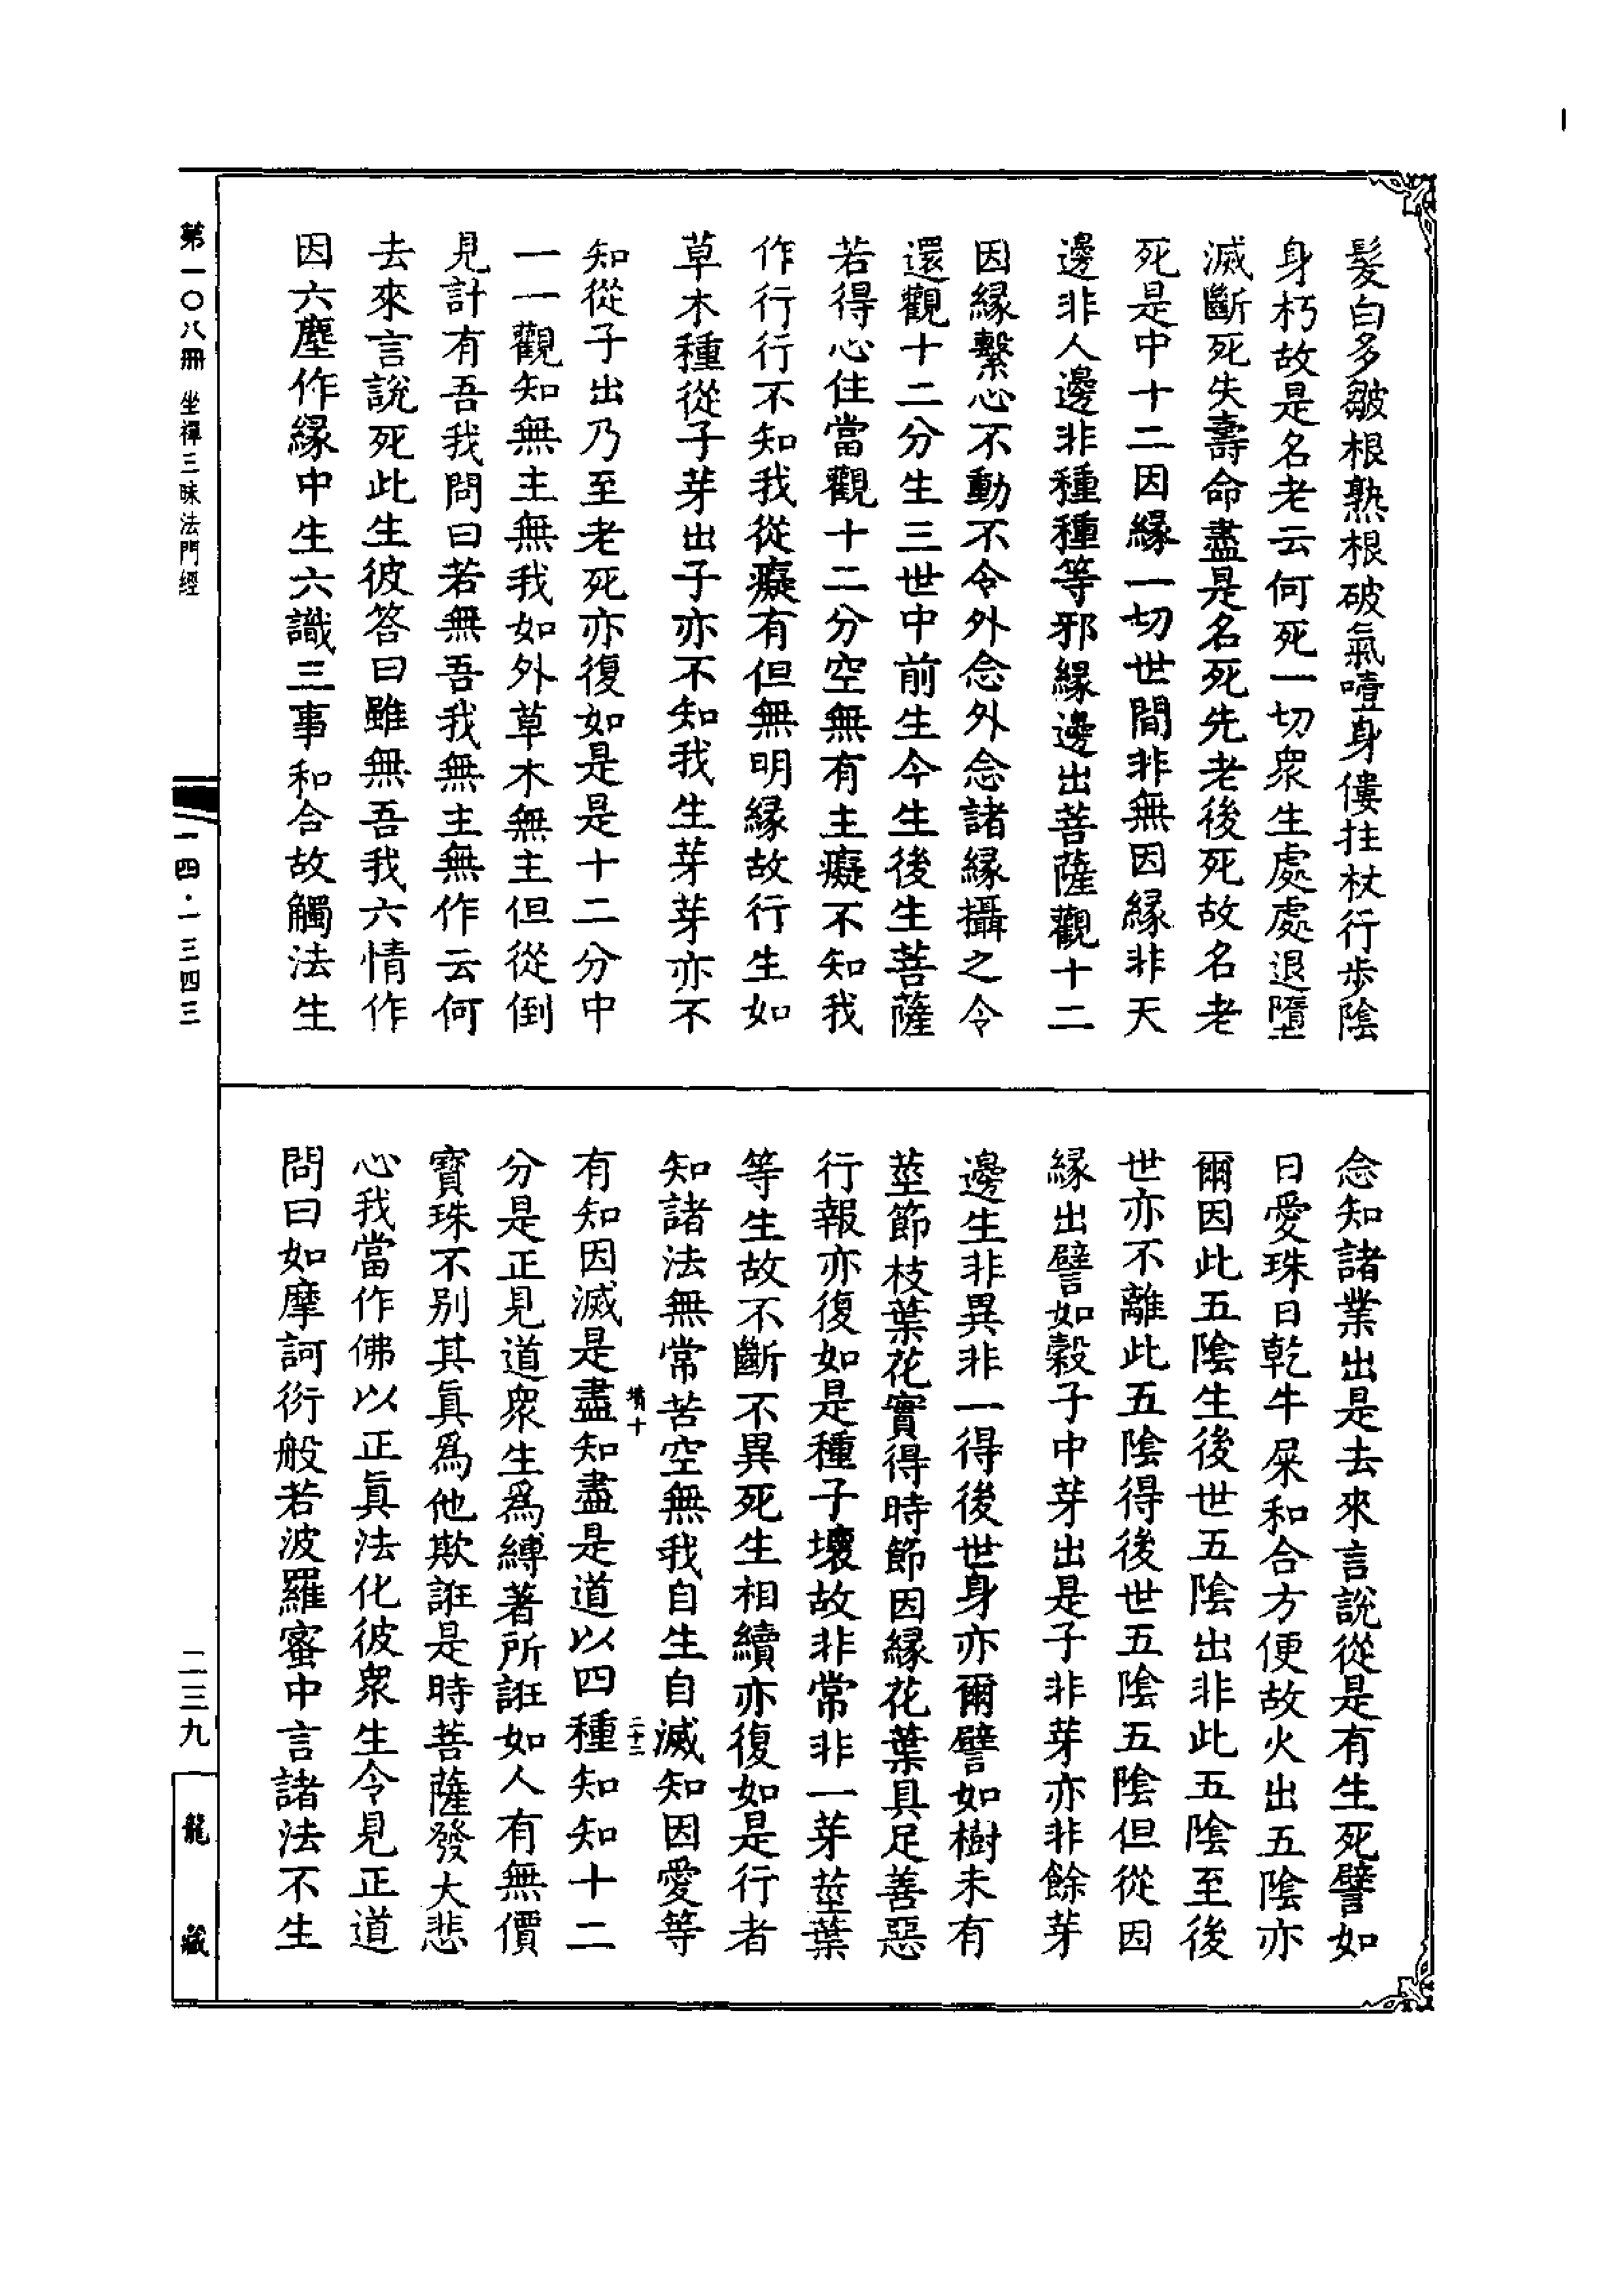 髮白多皺根熟根破氣噎身僂拄杖行步陰
身朽故是名老云何死一切衆生處處退墮
滅斷死失壽命盡是名死先老後死故名老
死是中十二因緣一切世間非無因緣非天
邊非人邊非種種等邪緣邊出菩薩觀十二
因緣繫心不動不令外念外念諸緣攝之令
還觀十二分生三世中前生今生後生菩薩
若得心住當觀十二分空無有主癡不知我
作行行不知我從癡有但無明緣故行生如
草木種從子芽出子亦不知我生芽芽亦不
知從子出乃至老死亦復如是是十二分中
一一觀知無主無我如外草木無主但從倒
見計有吾我問曰若無吾我無主無作云何
去來言說死此生彼答曰雖無吾我六情作
因六塵作緣中生六識三事和合故觸法生
念知諸業出是去來言說從是有生死譬如
日愛珠日乾牛屎和合方便故火出五陰亦
爾因此五陰生後世五陰出非此五陰至後
世亦不離此五陰得後世五陰五陰但從因
緣出譬如穀子中芽出是子非芽亦非餘芽
邊生非異非一得後世身亦爾譬如樹未有
莖節枝葉花實得時節因緣花葉具足善惡
行報亦復如是種子壞故非常非一芽莖葉
等生故不斷不異死生相續亦復如是行者
知諸法無常苦空無我自生自滅知因愛等
墳十
二十二
有知因滅是盡知盡是道以四種知知十二
分是正見道衆生爲縛著所誑如人有無價
寶珠不別其眞爲他欺誑是時菩薩發大悲
心我當作佛以正眞法化彼衆生令見正道
問曰如摩訶衍般若波羅蜜中言諸法不生
第一〇八冊 坐禪三昧法門經
一四·一三四三
二三九
龍藏